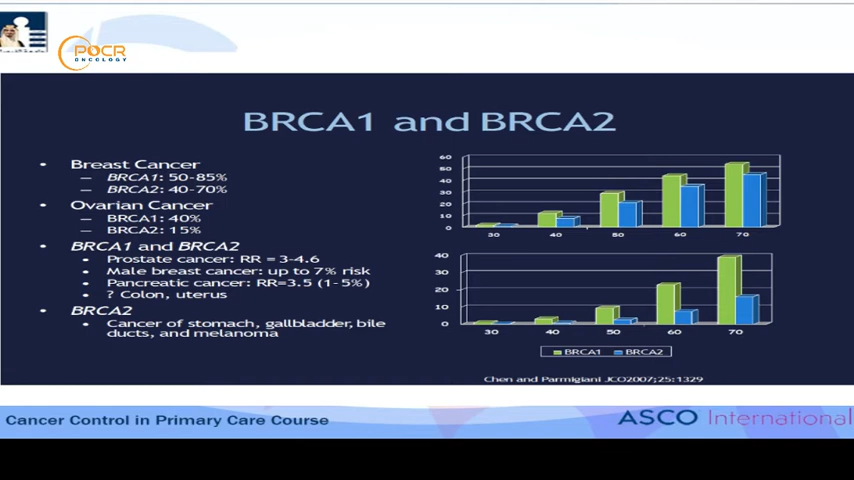 POCR
ONCOLOGY
BRCA1 and BRCA2
• Breast Cancer
– BRCA1: 50-85%
– BRCA2: 40-70%
• Ovarian Cancer
– BRCA1: 40%
– BRCA2: 15%
• BRCA1 and BRCA2
• Prostate cancer: RR = 3-4.6
• Male breast cancer: up to 7% risk
• Pancreatic cancer: RR=3.5 (1-5%)
• ? Colon, uterus
• BRCA2
• Cancer of stomach, gallbladder, bile
ducts, and melanoma
60
50
40
30
20
10
0
30 40 50 60 70
40
30
20
10
0
30 40 50 60 70
BRCA1 BRCA2
Chen and Parmigiani JCO2007;25:1329
Cancer Control in Primary Care Course
ASCO International